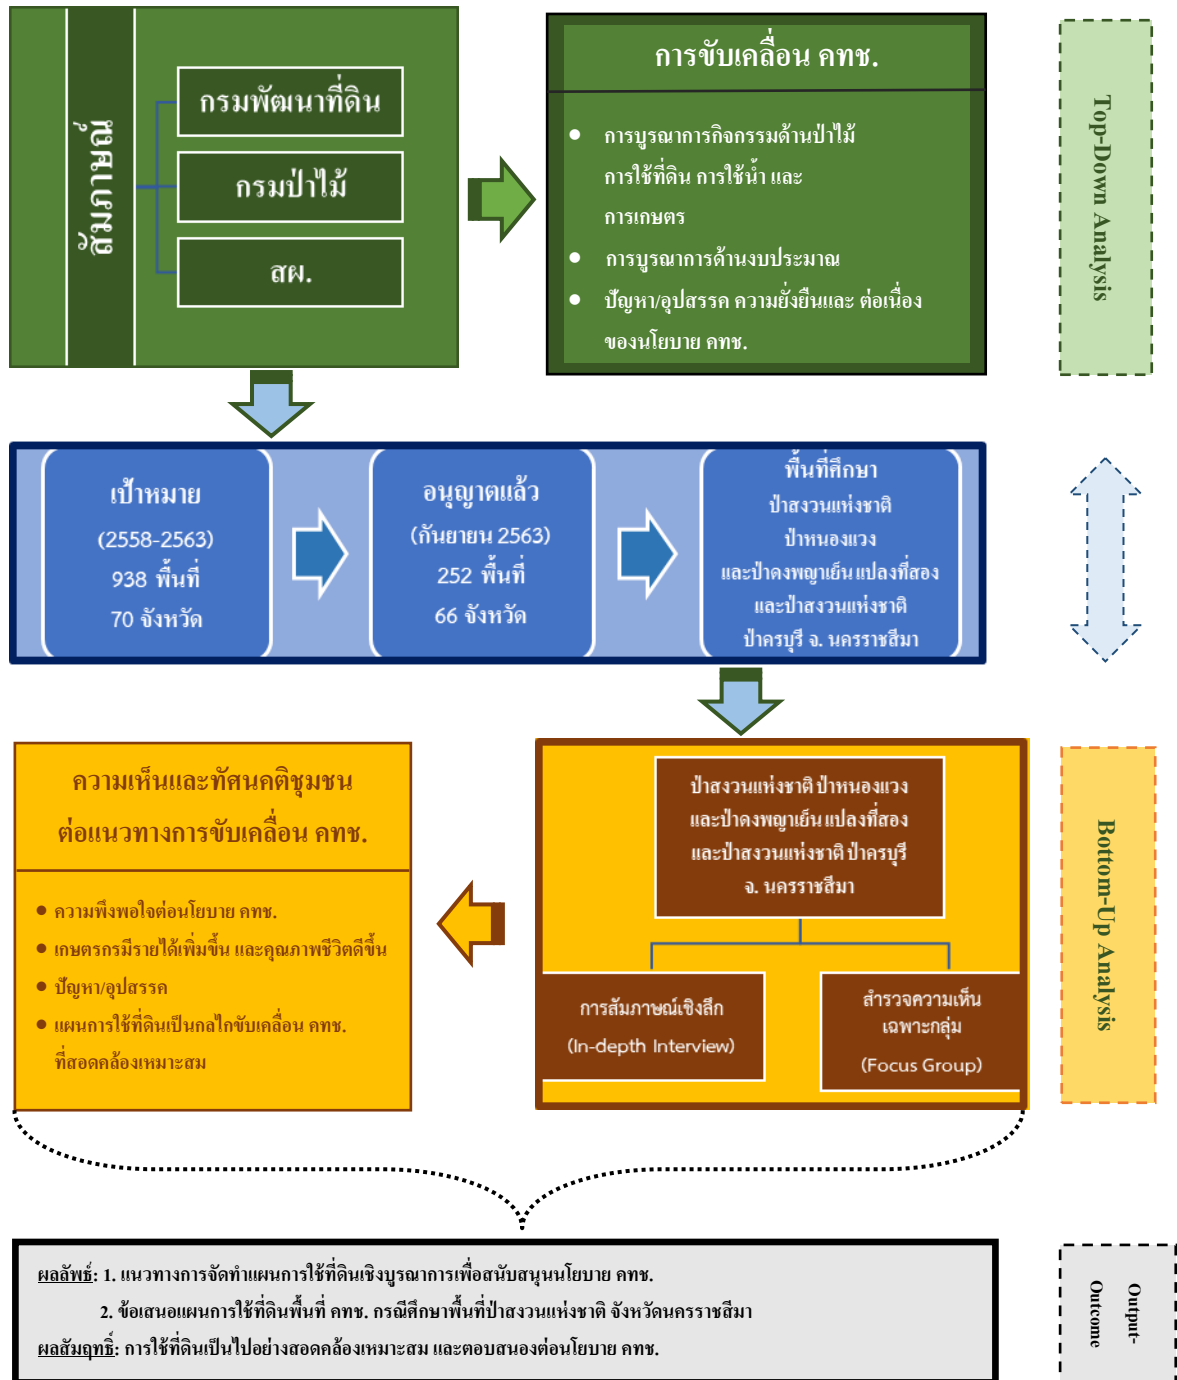 สัมภาษณ์
กรมพัฒนาที่ดิน
กรมป่าไม้
สผ.
การขับเคลื่อน คทช.
● การบูรณาการกิจกรรมด้านป่าไม้
การใช้ที่ดิน การใช้น้ำ และ
การเกษตร
● การบูรณาการด้านงบประมาณ
● ปัญหา/อุปสรรค ความยั่งยืนและ ต่อเนื่อง
ของนโยบาย คทช.
Top-Down Analysis
เป้าหมาย
(2558-2563)
938 พื้นที่
70 จังหวัด
อนุญาตแล้ว
(กันยายน 2563)
252 พื้นที่
66 จังหวัด
พื้นที่ศึกษา
ป่าสงวนแห่งชาติ
ป่าหนองแวง
และป่าดงพญาเย็น แปลงที่สอง
และป่าสงวนแห่งชาติ
ป่าครบุรี จ. นครราชสีมา
ความเห็นและทัศนคติชุมชน
ต่อแนวทางการขับเคลื่อน คทช.
● ความพึงพอใจต่อนโยบาย คทช.
● เกษตรกรมีรายได้เพิ่มขึ้น และคุณภาพชีวิตดีขึ้น
● ปัญหา/อุปสรรค
● แผนการใช้ที่ดินเป็นกลไกขับเคลื่อน คทช.
ที่สอดคล้องเหมาะสม
ป่าสงวนแห่งชาติ ป่าหนองแวง
และป่าดงพญาเย็น แปลงที่สอง
และป่าสงวนแห่งชาติ ป่าครบุรี
จ. นครราชสีมา
การสัมภาษณ์เชิงลึก
(In-depth Interview)
สำรวจความเห็น
เฉพาะกลุ่ม
(Focus Group)
Bottom-Up Analysis
ผลลัพธ์: 1. แนวทางการจัดทำแผนการใช้ที่ดินเชิงบูรณาการเพื่อสนับสนุนนโยบาย คทช.
2. ข้อเสนอแผนการใช้ที่ดินพื้นที่ คทช. กรณีศึกษาพื้นที่ป่าสงวนแห่งชาติ จังหวัดนครราชสีมา
ผลสัมฤทธิ์: การใช้ที่ดินเป็นไปอย่างสอดคล้องเหมาะสม และตอบสนองต่อนโยบาย คทช.
Output-
Outcome